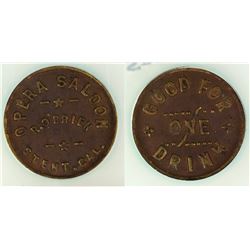 OPERA SALOON
P. O'BRIEN
STENT, CAL.
GOOD FOR
ONE
DRINK